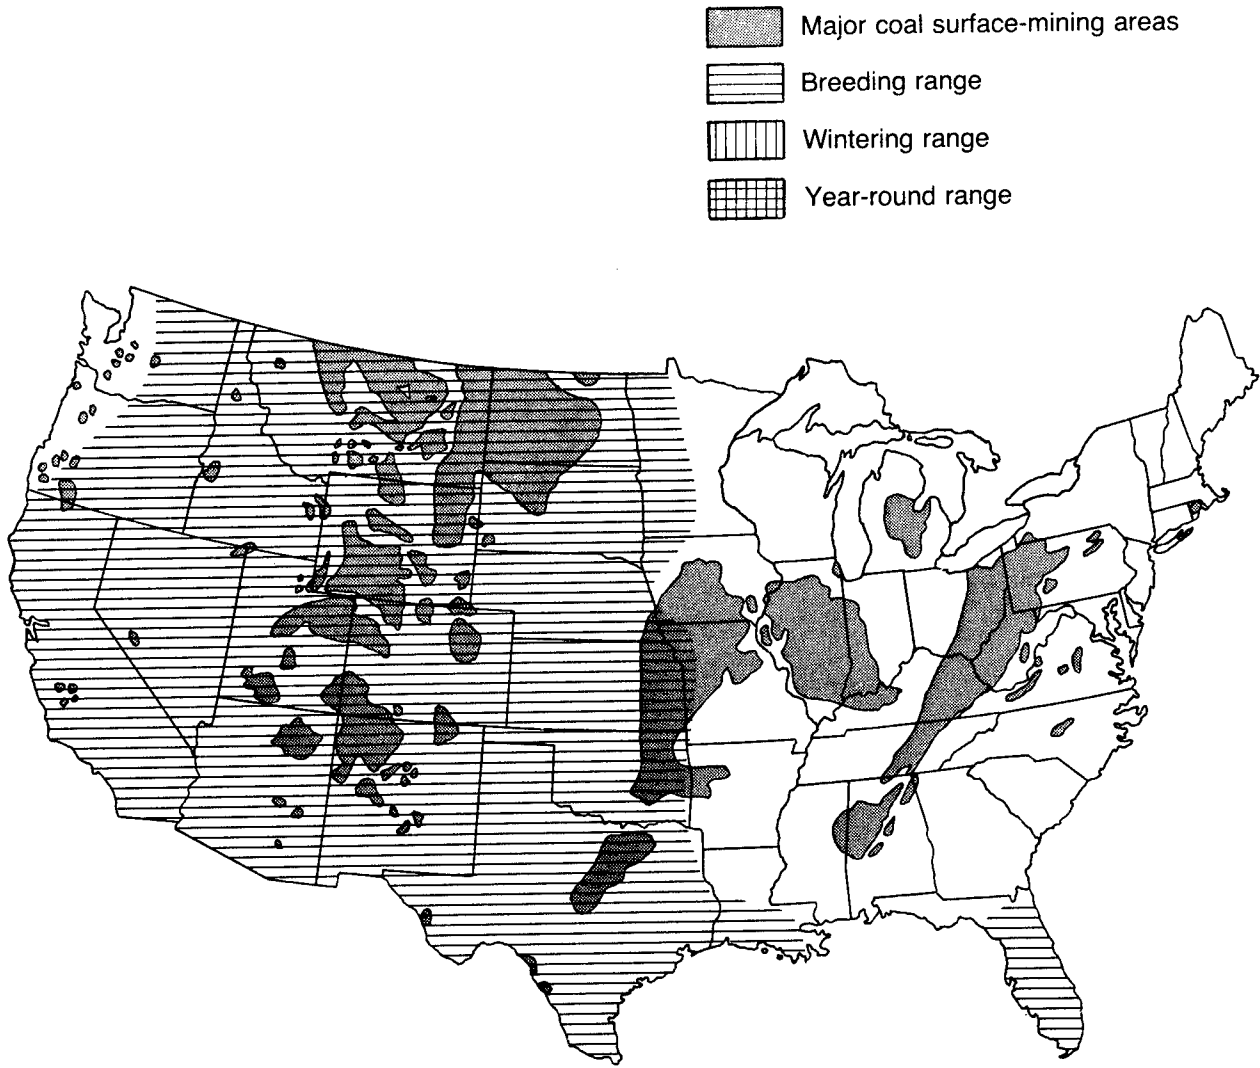 Major coal surface-mining areas
Breeding range
Wintering range
Year-round range